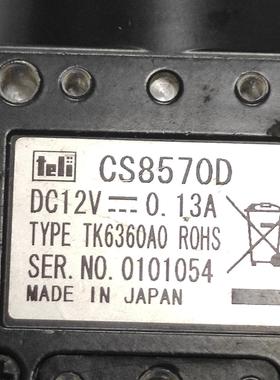 teli CS8570D
DC12V ⎓ 0.13A
TYPE TK6360A0 ROHS
SER. NO. 0101054
MADE IN JAPAN